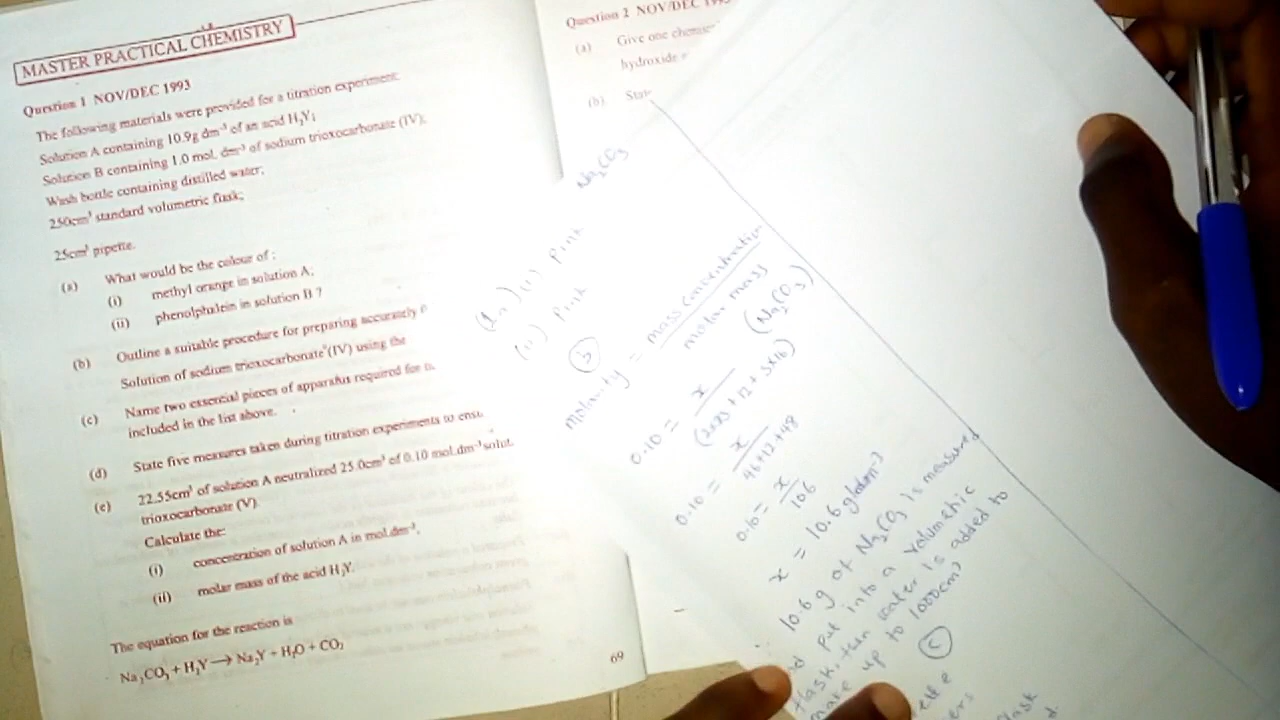 MASTER PRACTICAL CHEMISTRY
Question 1 NOV/DEC 1993
The following materials were provided for a titration experiment:
Solution A containing 10.9g dm⁻³ of an acid H₂Y;
Solution B containing 1.0 mol. dm⁻³ of sodium trioxocarbonate (IV);
Wash bottle containing distilled water;
250cm³ standard volumetric flask;
25cm³ pipette.
(a) What would be the colour of :
(i) methyl orange in solution A;
(ii) phenolphalein in solution B ?
(b) Outline a suitable procedure for preparing accurately
Solution of sodium trioxocarbonate (IV) using the
(c) Name two essential pieces of apparatus required for
included in the list above.
(d) State five measures taken during titration experiments to
(e) 22.55cm³ of solution A neutralized 25.0cm³ of 0.10 mol.dm⁻³
trioxocarbonate (V).
Calculate the:
(i) concentration of solution A in mol.dm⁻³,
(ii) molar mass of the acid H₂Y.
The equation for the reaction is
Na₂CO₃ + H₂Y → Na₂Y + H₂O + CO₂
69
Question 2 NOV/DEC
(a) Give one
hydroxide
(b)
Na₂CO₃
(1a) (i) Pink
(ii) Pink
(b)
molarity = mass concentration
molar mass
(Na₂CO₃)
0.10 = x
(2x23 + 12 + 3x16)
0.10 = x
46+12+48
0.10 = x
106
x = 10.6 g/dm⁻³
∴ 10.6g of Na₂CO₃ is measured
put into a volumetric
flask, then water is added to
make up to 1000cm³
(c)